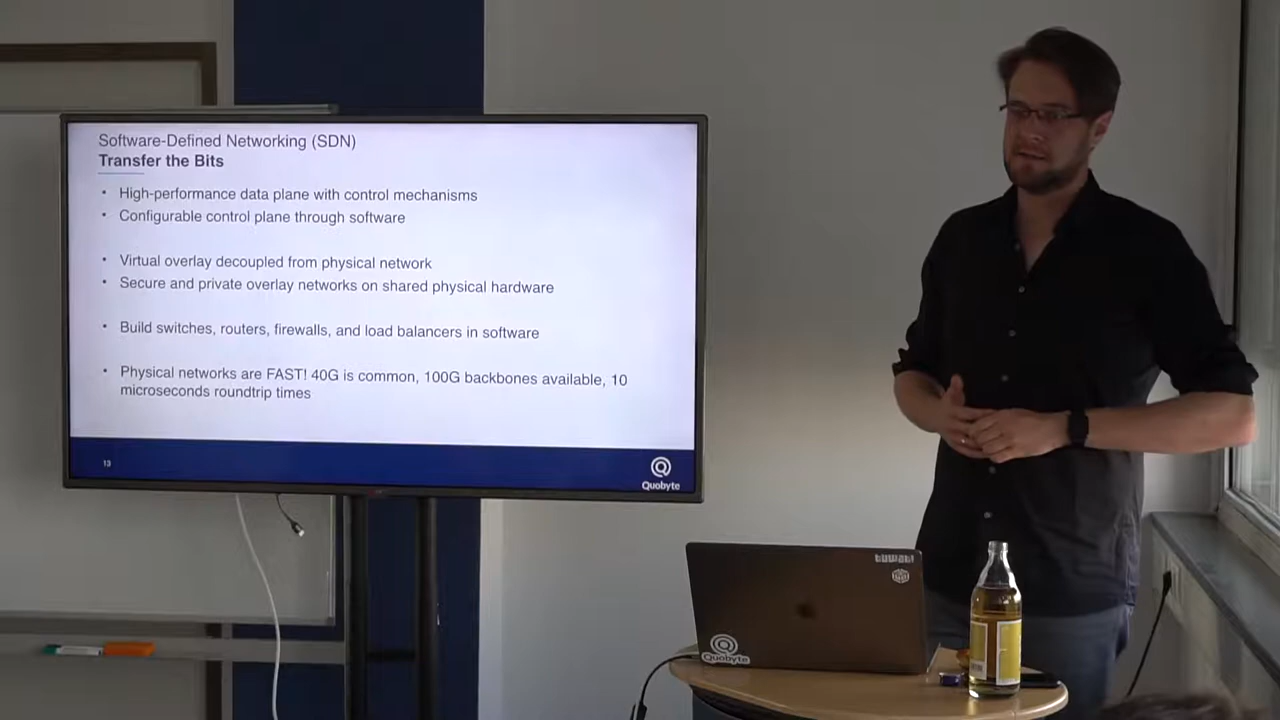 Software-Defined Networking (SDN)
Transfer the Bits
• High-performance data plane with control mechanisms
• Configurable control plane through software
• Virtual overlay decoupled from physical network
• Secure and private overlay networks on shared physical hardware
• Build switches, routers, firewalls, and load balancers in software
• Physical networks are FAST! 40G is common, 100G backbones available, 10
microseconds roundtrip times
13
Quobyte
Quobyte